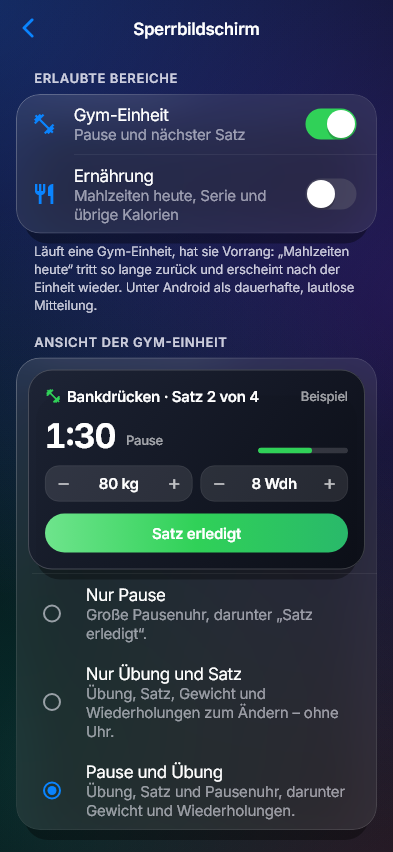 Sperrbildschirm
ERLAUBTE BEREICHE
Gym-Einheit
Pause und nächster Satz
Ernährung
Mahlzeiten heute, Serie und
übrige Kalorien
Läuft eine Gym-Einheit, hat sie Vorrang: „Mahlzeiten
heute“ tritt so lange zurück und erscheint nach der
Einheit wieder. Unter Android als dauerhafte, lautlose
Mitteilung.
ANSICHT DER GYM-EINHEIT
Bankdrücken · Satz 2 von 4 Beispiel
1:30 Pause
− 80 kg + − 8 Wdh +
Satz erledigt
Nur Pause
Große Pausenuhr, darunter „Satz
erledigt“.
Nur Übung und Satz
Übung, Satz, Gewicht und
Wiederholungen zum Ändern – ohne
Uhr.
Pause und Übung
Übung, Satz und Pausenuhr, darunter
Gewicht und Wiederholungen.